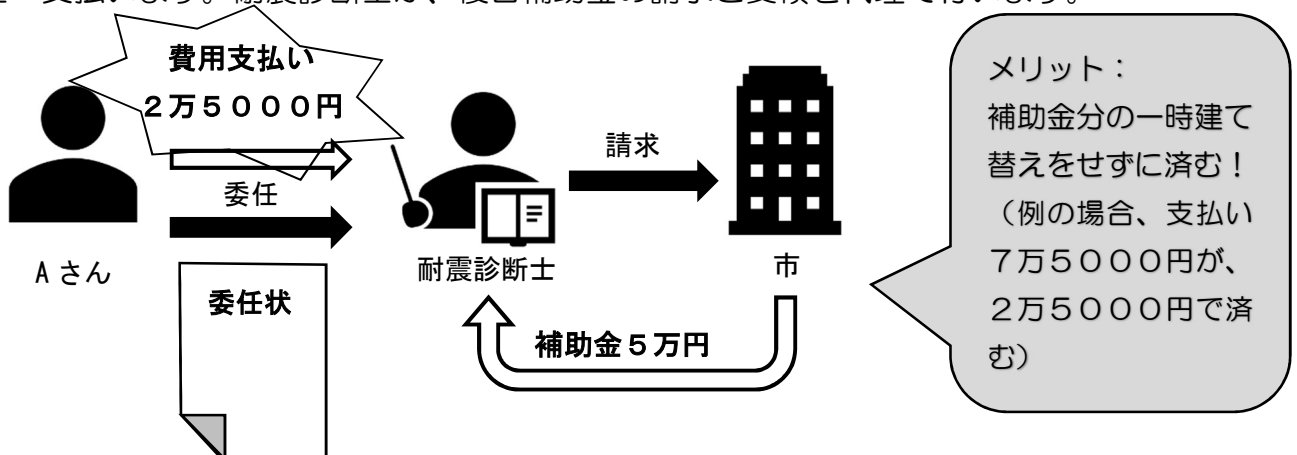 費用支払い
２万５０００円
請求
委任
Aさん
耐震診断士
市
委任状
補助金５万円
メリット：
補助金分の一時建て
替えをせずに済む！
（例の場合、支払い
７万５０００円が、
２万５０００円で済
む）